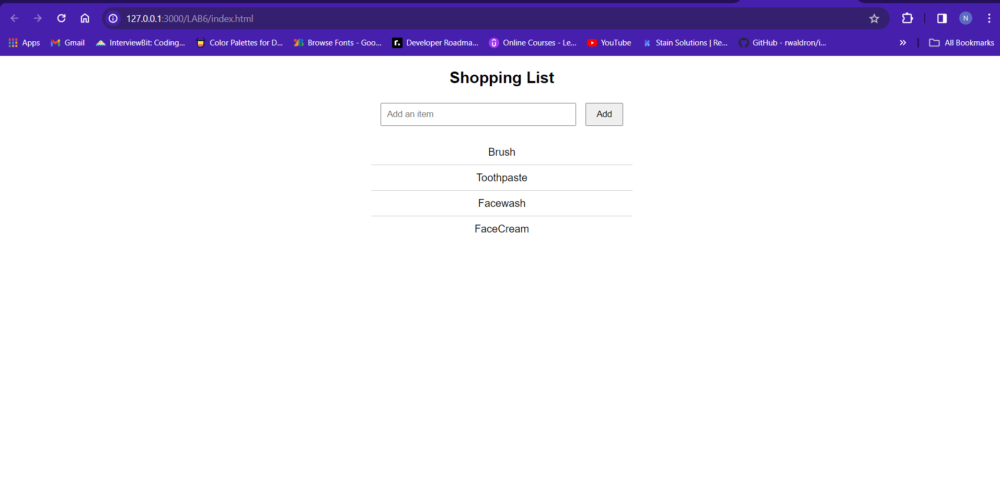 127.0.0.1:3000/LAB6/index.html
N
Apps
Gmail
InterviewBit: Coding...
Color Palettes for D...
Browse Fonts - Goo...
r.
Developer Roadma...
Online Courses - Le...
YouTube
K
Stain Solutions | Re...
GitHub - rwaldron/i...
All Bookmarks
Shopping List
Add an item
Add
Brush
Toothpaste
Facewash
FaceCream